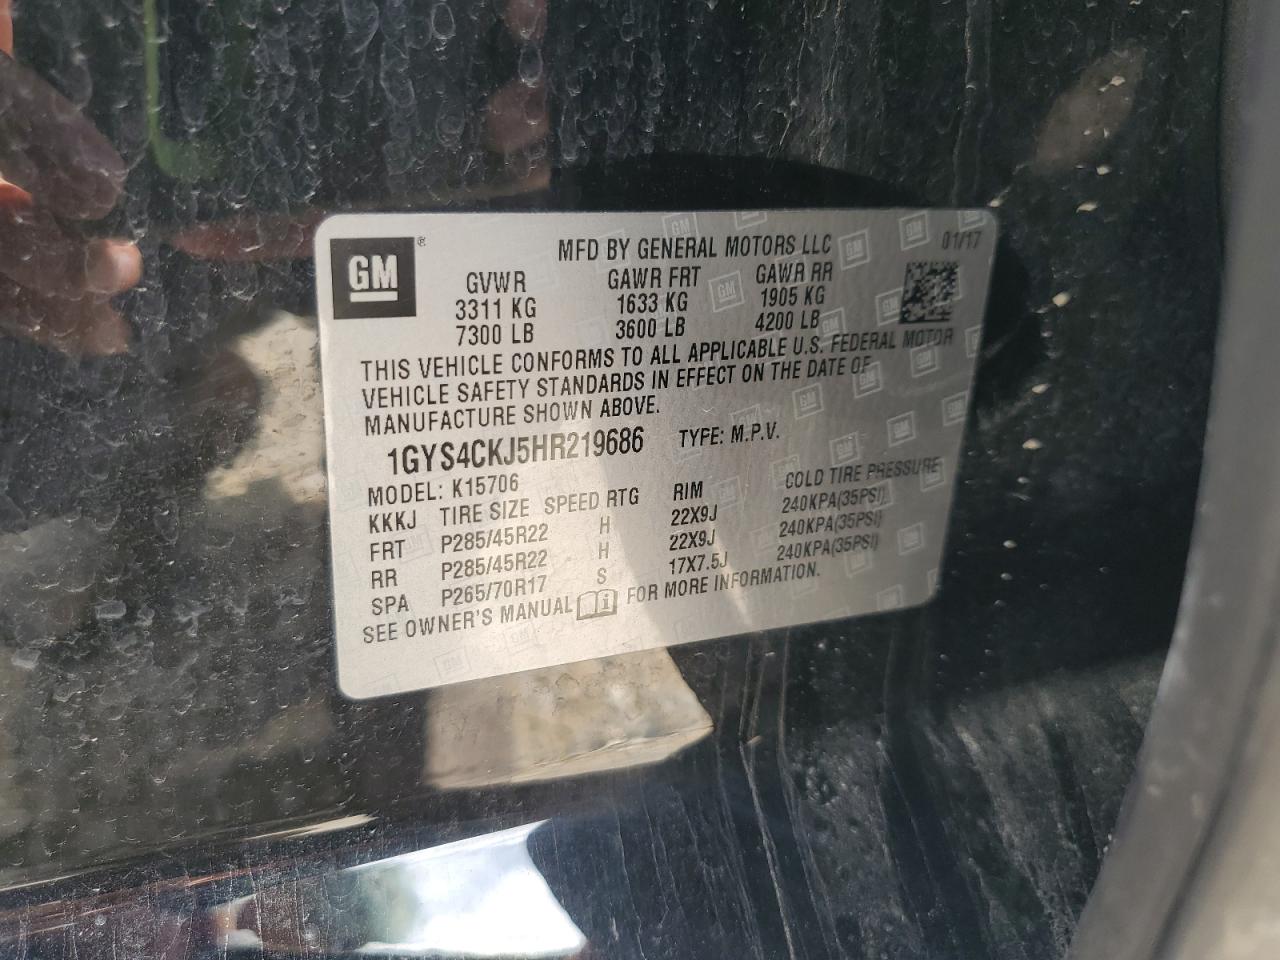 GM ®
MFD BY GENERAL MOTORS LLC 01/17
GVWR GAWR FRT GAWR RR
3311 KG 1633 KG 1905 KG
7300 LB 3600 LB 4200 LB
THIS VEHICLE CONFORMS TO ALL APPLICABLE U.S. FEDERAL MOTOR
VEHICLE SAFETY STANDARDS IN EFFECT ON THE DATE OF
MANUFACTURE SHOWN ABOVE.
1GYS4CKJ5HR219686 TYPE: M.P.V.
MODEL: K15706
KKKJ TIRE SIZE SPEED RTG RIM COLD TIRE PRESSURE
FRT P285/45R22 H 22X9J 240KPA(35PSI)
RR P285/45R22 H 22X9J 240KPA(35PSI)
SPA P265/70R17 S 17X7.5J 240KPA(35PSI)
SEE OWNER'S MANUAL FOR MORE INFORMATION.